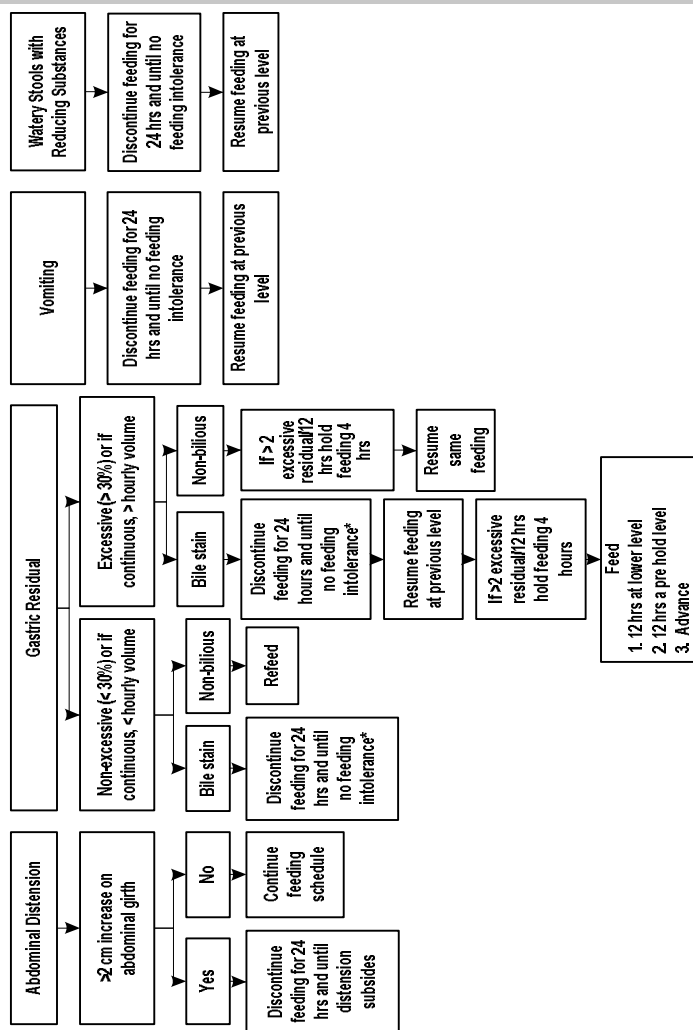 Abdominal Distension
>2 cm increase on
abdominal girth
Yes
No
Discontinue
feeding for 24
hrs and until
distension
subsides
Continue
feeding
schedule
Gastric Residual
Non-excessive (< 30%) or if
continuous, < hourly volume
Bile stain
Non-bilious
Discontinue
feeding for 24
hrs and until
no feeding
intolerance*
Refeed
Excessive (> 30%) or if
continuous, > hourly volume
Bile stain
Non-bilious
Discontinue
feeding for 24
hours and until
no feeding
intolerance*
Resume feeding
at previous level
If >2 excessive
residual/12 hrs
hold feeding 4
hours
Feed
1. 12 hrs at lower level
2. 12 hrs a pre hold level
3. Advance
If > 2
excessive
residual/12
hrs hold
feeding 4
hrs
Resume
same
feeding
Vomiting
Discontinue feeding for 24
hrs and until no feeding
intolerance
Resume feeding at previous
level
Watery Stools with
Reducing Substances
Discontinue feeding for
24 hrs and until no
feeding intolerance
Resume feeding at
previous level